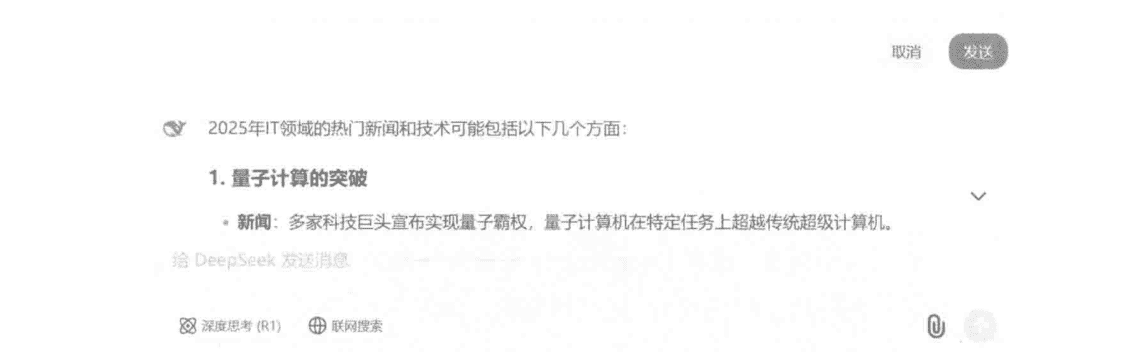 取消 发送
2025年IT领域的热门新闻和技术可能包括以下几个方面：
1. 量子计算的突破
• 新闻：多家科技巨头宣布实现量子霸权，量子计算机在特定任务上超越传统超级计算机。
给 DeepSeek 发送消息
深度思考 (R1) 联网搜索